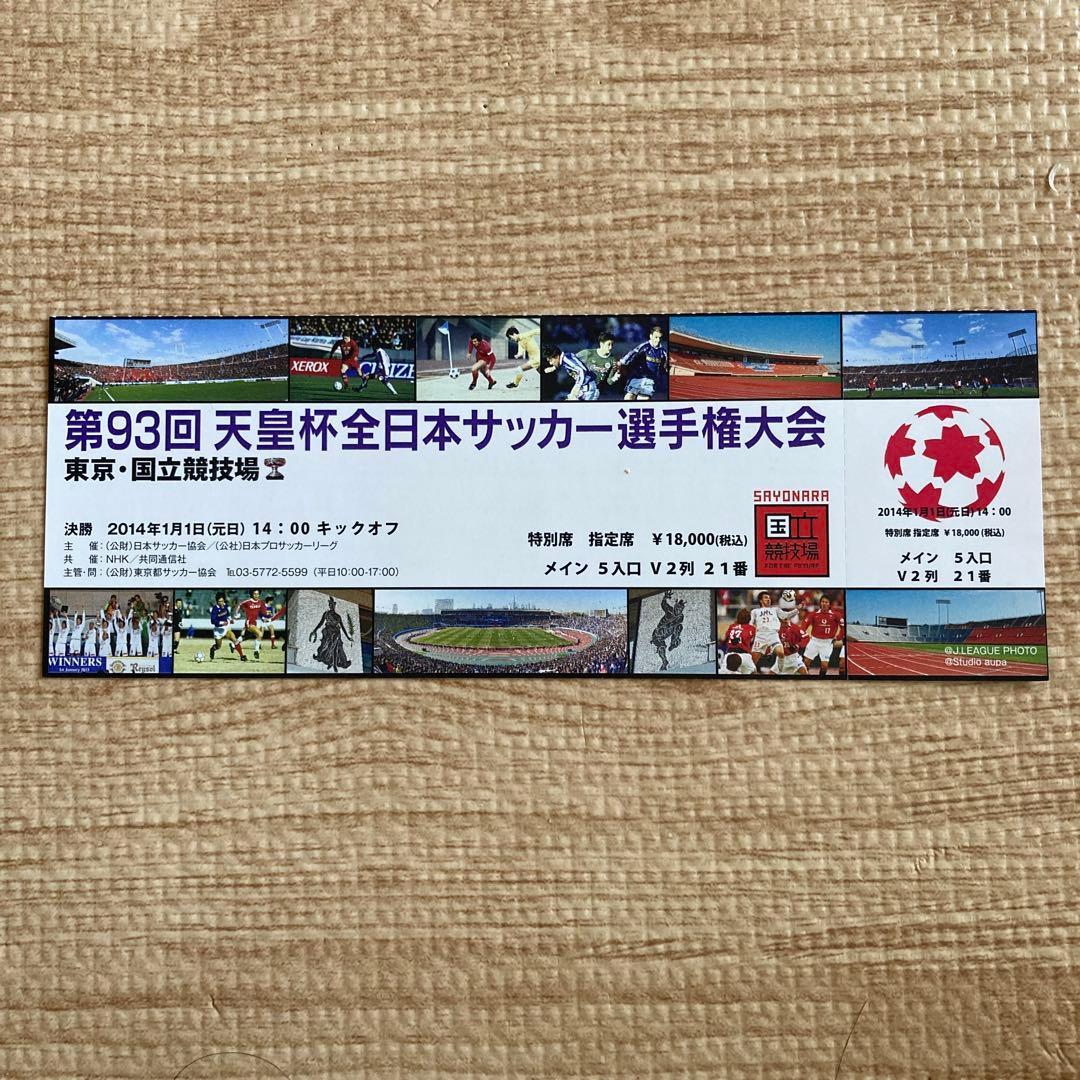 XEROX
第93回 天皇杯全日本サッカー選手権大会
東京・国立競技場
決勝 2014年1月1日(元日) 14:00 キックオフ
主 催:(公財)日本サッカー協会/(公社)日本プロサッカーリーグ
共 催:NHK/共同通信社
主管・問:(公財)東京都サッカー協会 ℡03-5772-5599 (平日10:00-17:00)
特別席 指定席 ¥18,000(税込)
メイン 5入口 V2列 21番
SAYONARA
国立
競技場
FOR THE FUTURE
2014年1月1日(元日)14:00
特別席 指定席 ¥18,000(税込)
メイン 5入口
V2列 21番
WINNERS
1st January 2013
Reysol
@J.LEAGUE PHOTO
@Studio aupa